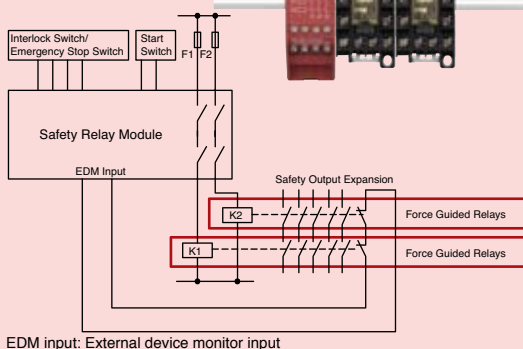 Interlock Switch/
Emergency Stop Switch
Start
Switch
F1 F2
Safety Relay Module
EDM Input
Safety Output Expansion
K2
Force Guided Relays
K1
Force Guided Relays
EDM input: External device monitor input